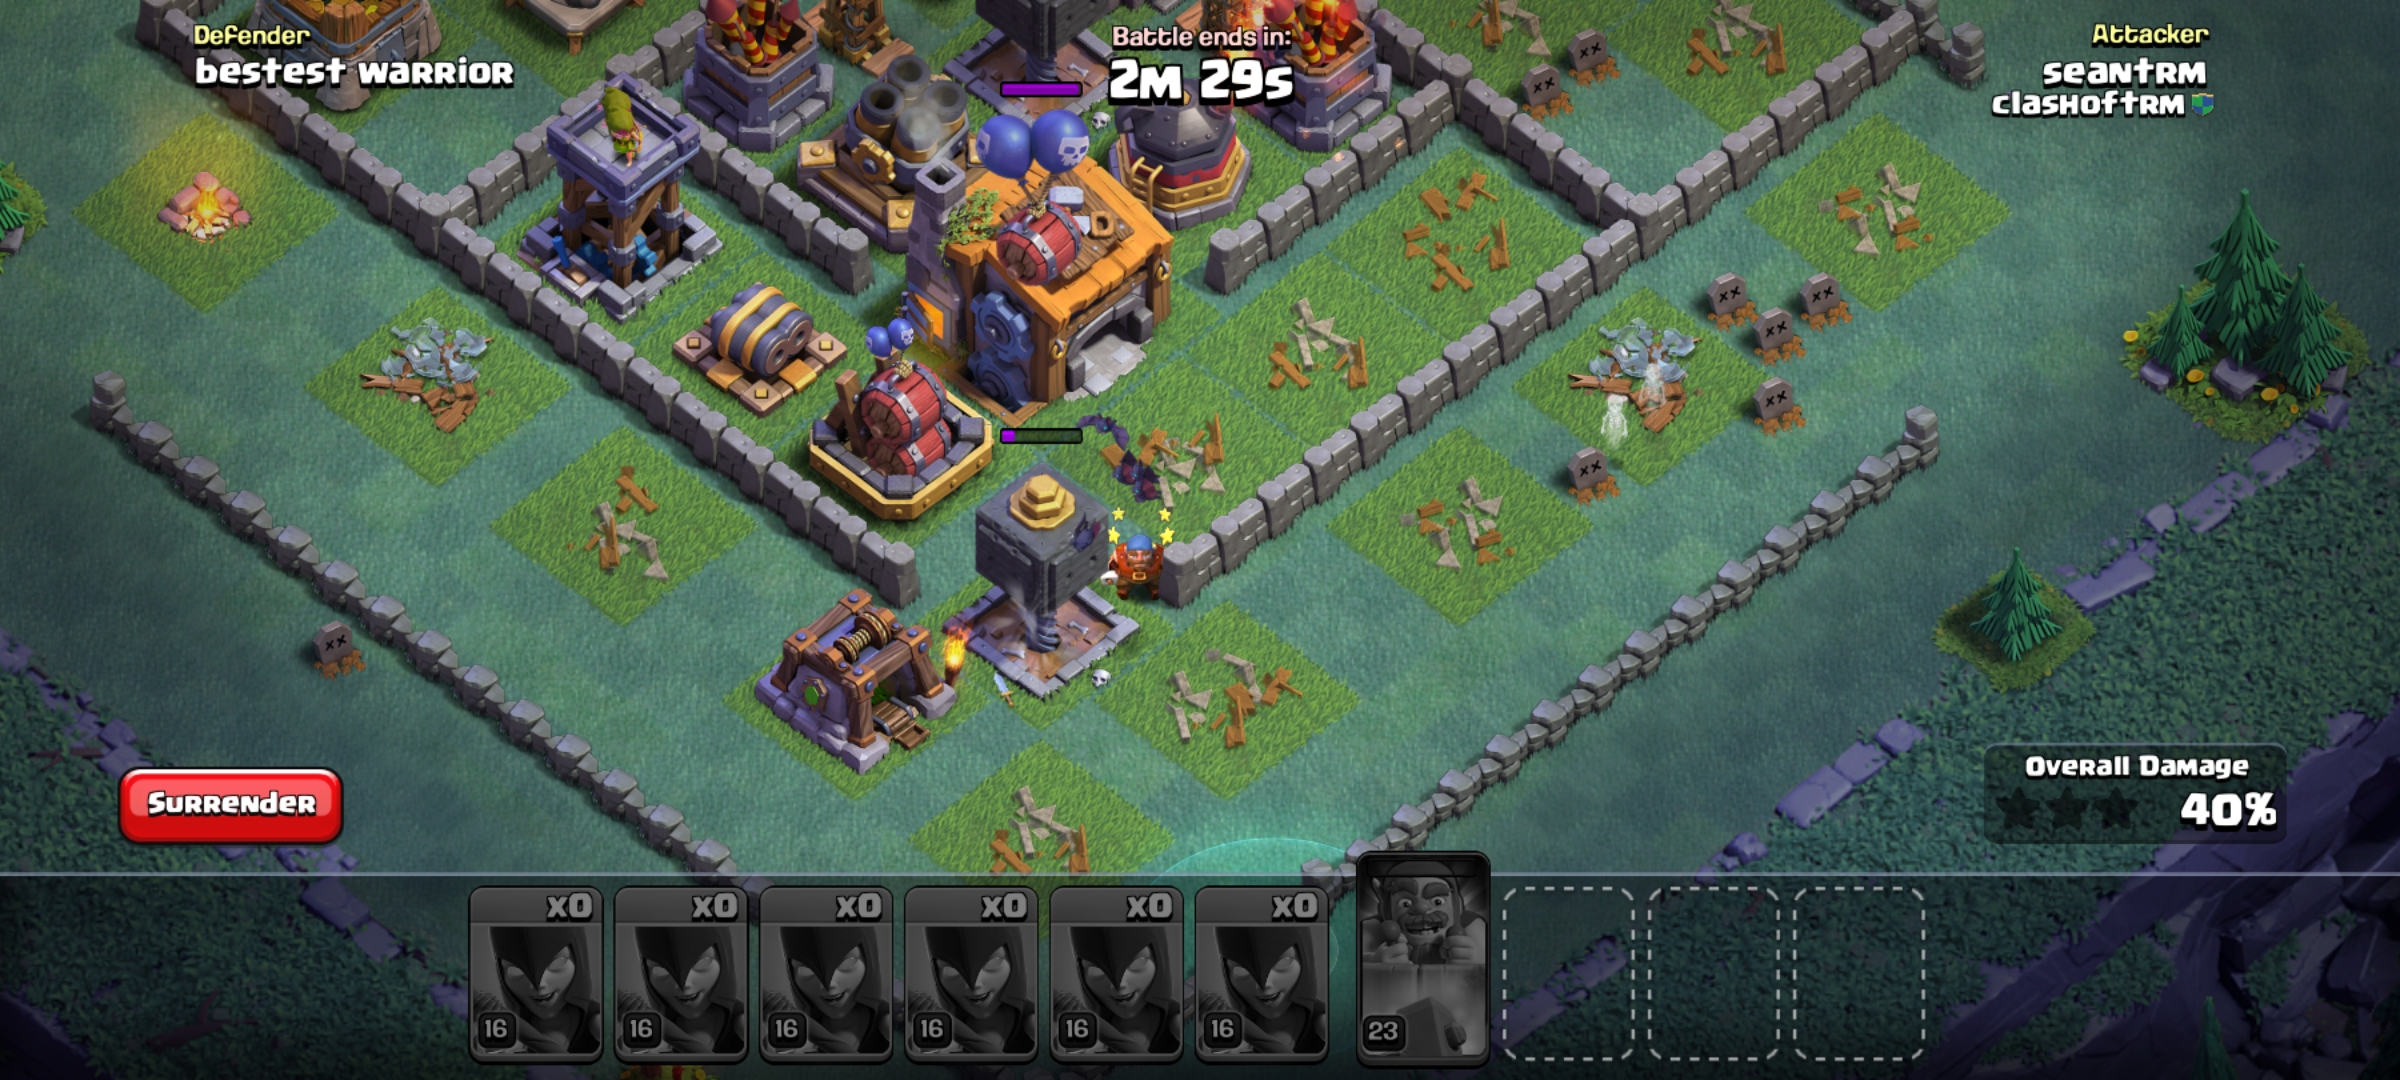 Defender
bestest warrior
Battle ends in:
2m 29s
Attacker
seantrm
clashoftrm
Surrender
Overall Damage
40%
x0
x0
x0
x0
x0
x0
16
16
16
16
16
16
23